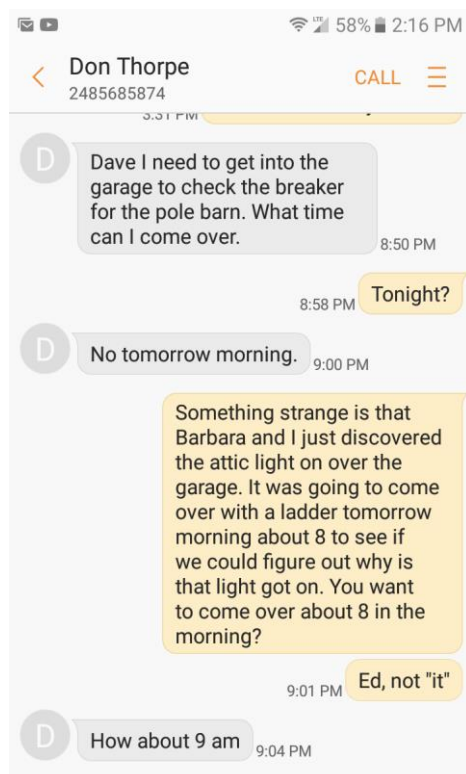 LTE 58% 2:16 PM
Don Thorpe
CALL
2485685874
3:31 PM
D
Dave I need to get into the
garage to check the breaker
for the pole barn. What time
can I come over.
8:50 PM
Tonight?
8:58 PM
D
No tomorrow morning.
9:00 PM
Something strange is that
Barbara and I just discovered
the attic light on over the
garage. It was going to come
over with a ladder tomorrow
morning about 8 to see if
we could figure out why is
that light got on. You want
to come over about 8 in the
morning?
Ed, not "it"
9:01 PM
D
How about 9 am
9:04 PM